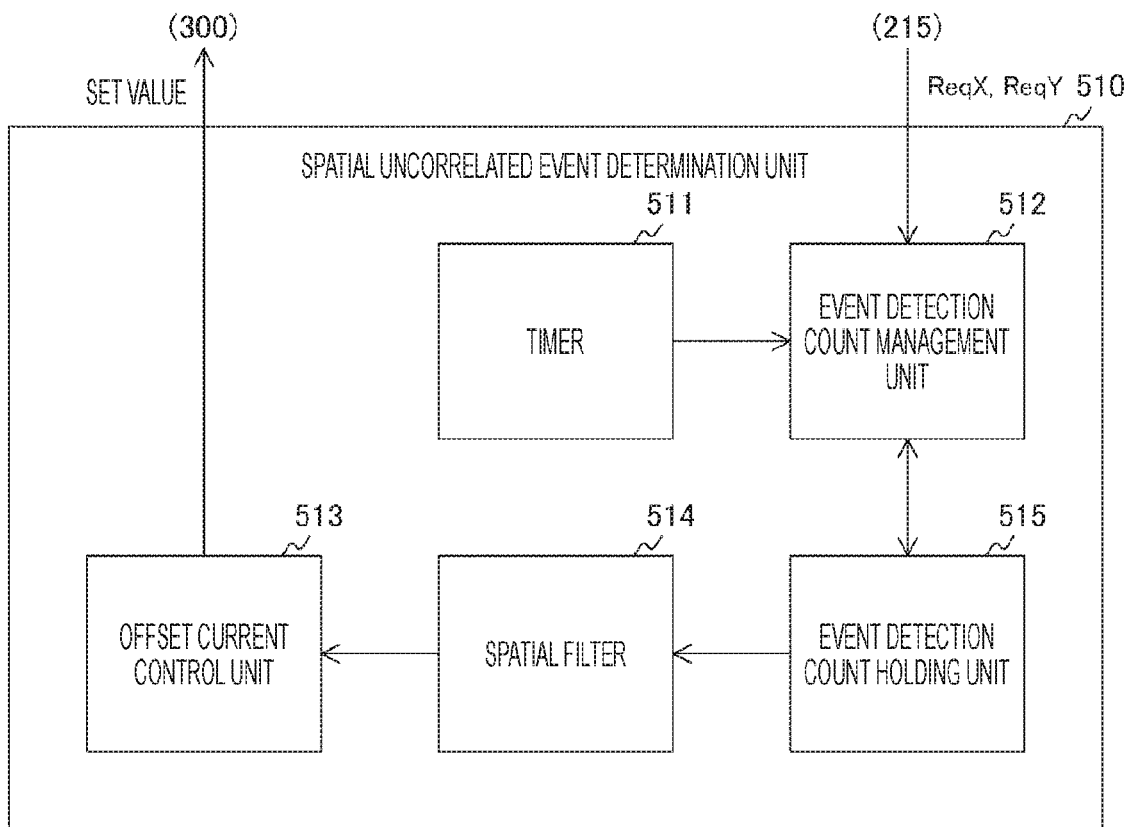 (300)
(215)
SET VALUE
ReqX, ReqY 510
SPATIAL UNCORRELATED EVENT DETERMINATION UNIT
511
512
TIMER
EVENT DETECTION
COUNT MANAGEMENT
UNIT
513
514
515
OFFSET CURRENT
CONTROL UNIT
SPATIAL FILTER
EVENT DETECTION
COUNT HOLDING UNIT